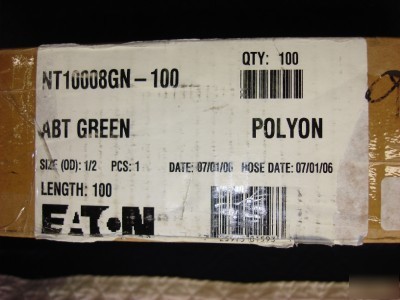 NT10008GN-100
QTY: 100
ABT GREEN
POLYON
SIZE (OD): 1/2 PCS: 1 DATE: 07/01/06 HOSE DATE: 07/01/06
LENGTH: 100
EATON